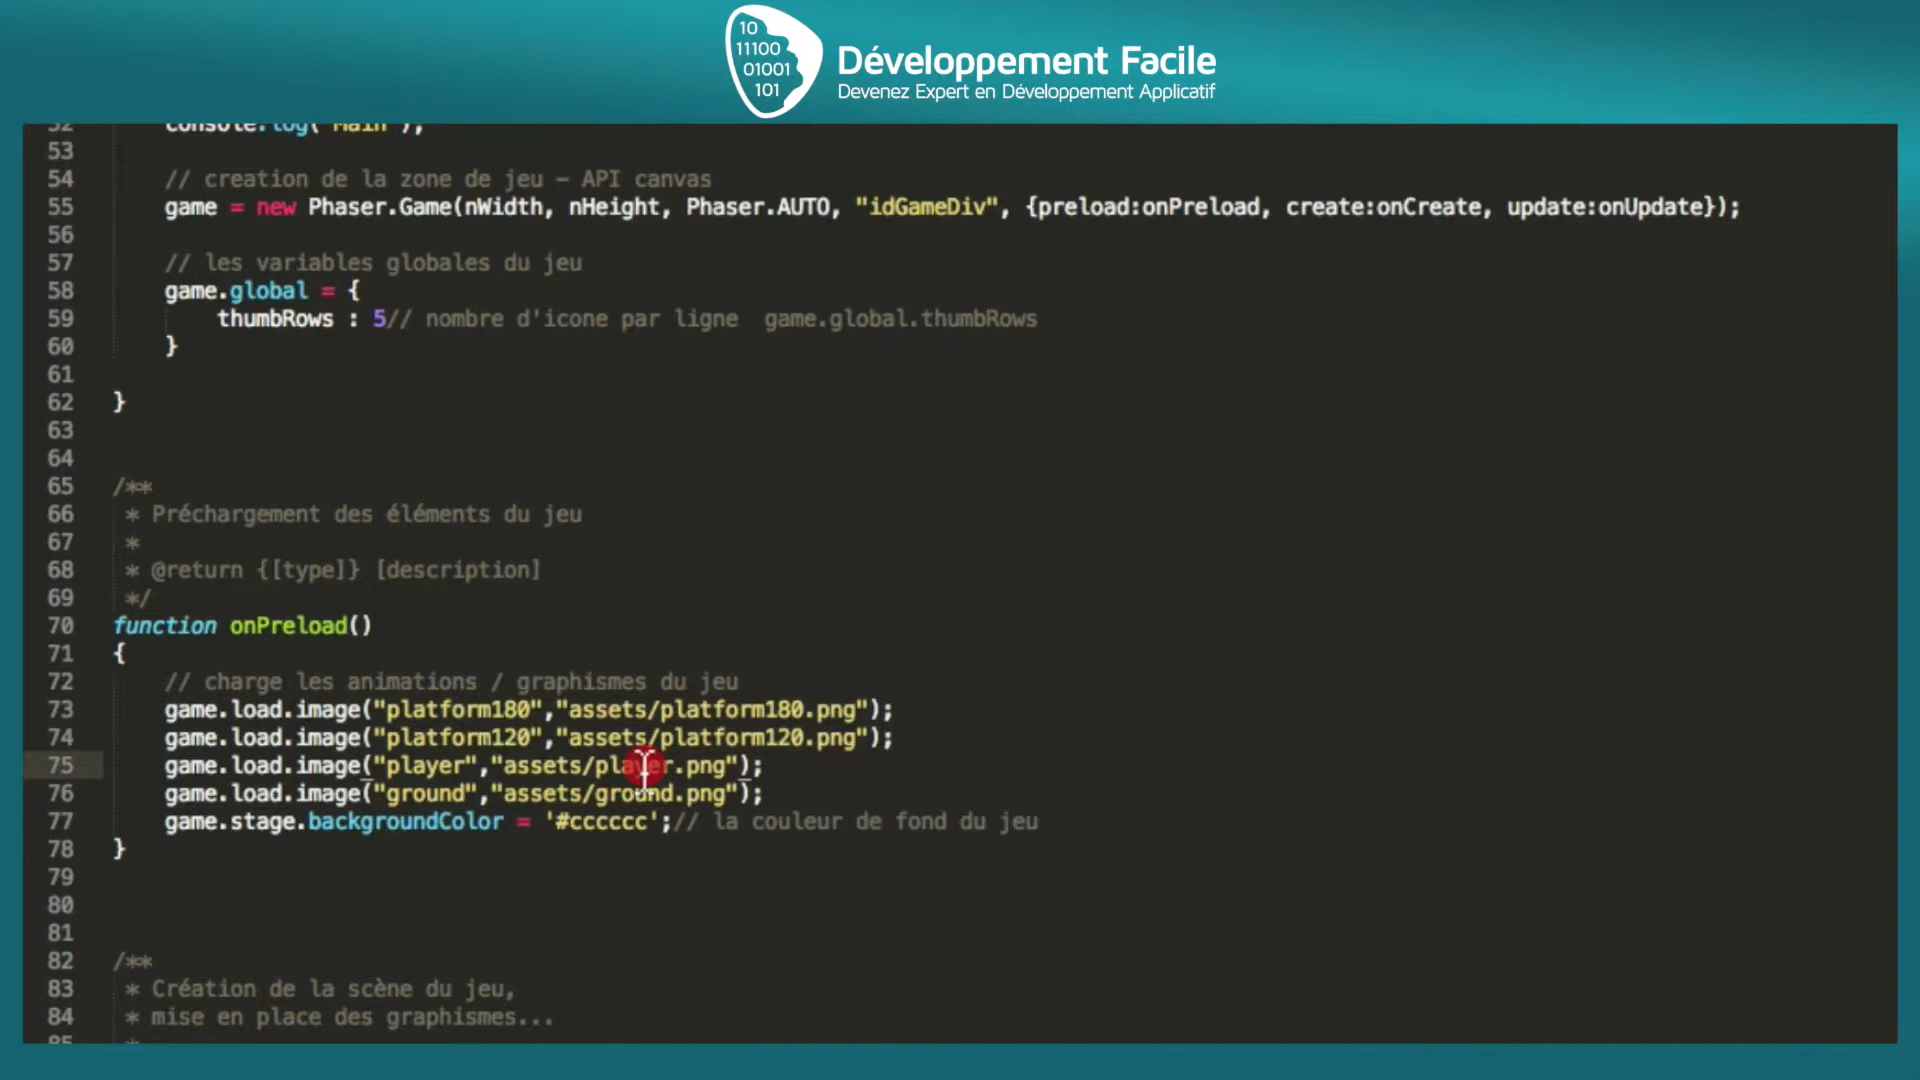 10
11100
01001
101
Développement Facile
Devenez Expert en Développement Applicatif
52 console.log("Main");
53
54 // creation de la zone de jeu – API canvas
55 game = new Phaser.Game(nWidth, nHeight, Phaser.AUTO, "idGameDiv", {preload:onPreload, create:onCreate, update:onUpdate});
56
57 // les variables globales du jeu
58 game.global = {
59 thumbRows : 5// nombre d'icone par ligne  game.global.thumbRows
60 }
61
62 }
63
64
65 /**
66 * Préchargement des éléments du jeu
67 *
68 * @return {[type]} [description]
69 */
70 function onPreload()
71 {
72 // charge les animations / graphismes du jeu
73 game.load.image("platform180","assets/platform180.png");
74 game.load.image("platform120","assets/platform120.png");
75 game.load.image("player","assets/player.png");
76 game.load.image("ground","assets/ground.png");
77 game.stage.backgroundColor = '#cccccc';// la couleur de fond du jeu
78 }
79
80
81
82 /**
83 * Création de la scène du jeu,
84 * mise en place des graphismes...
85 *